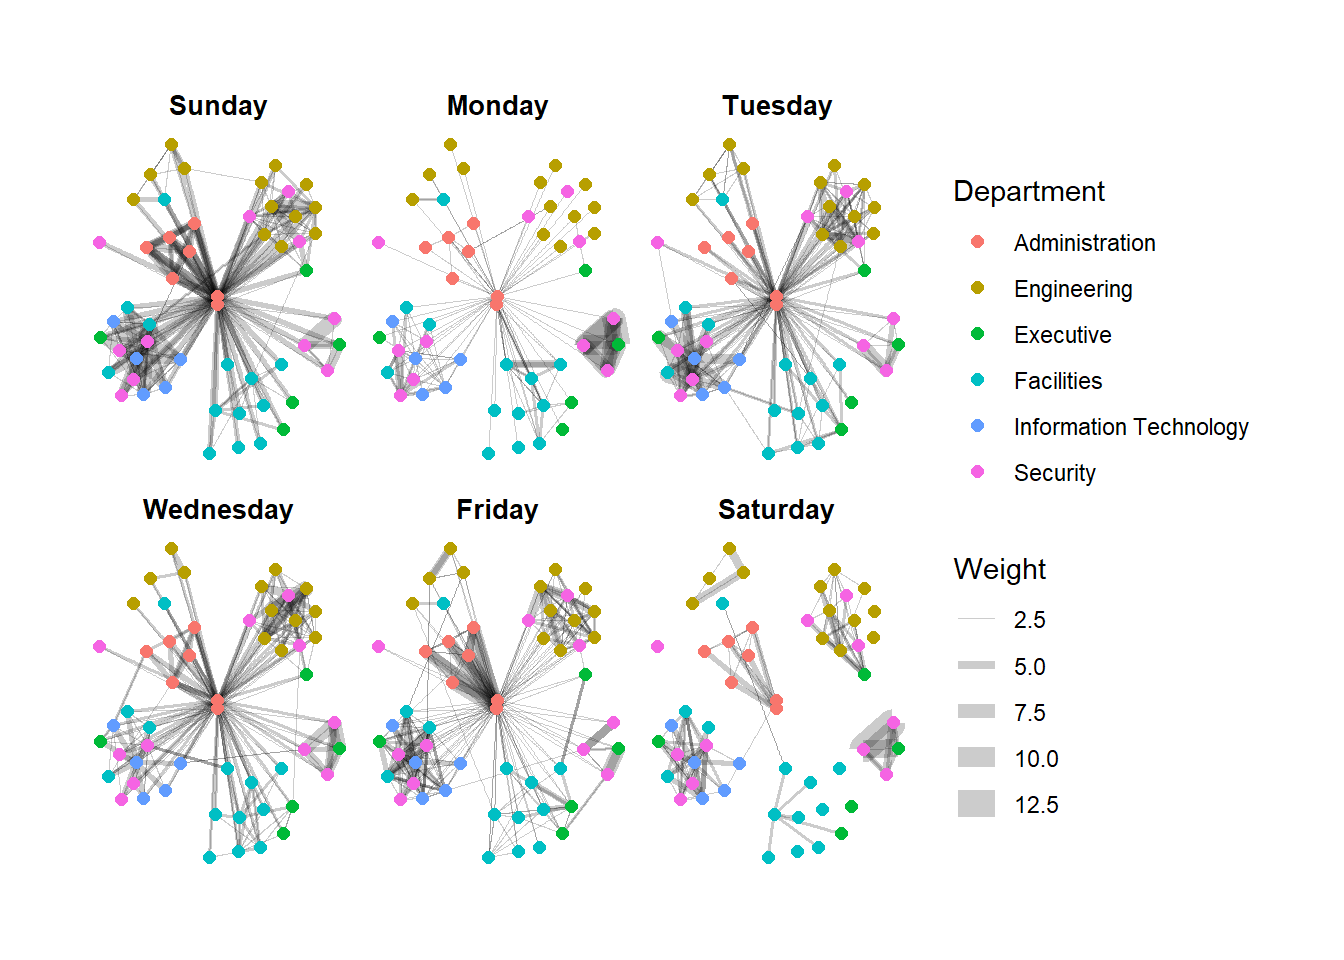 Sunday
Monday
Tuesday
Wednesday
Friday
Saturday
Department
Administration
Engineering
Executive
Facilities
Information Technology
Security
Weight
2.5
5.0
7.5
10.0
12.5